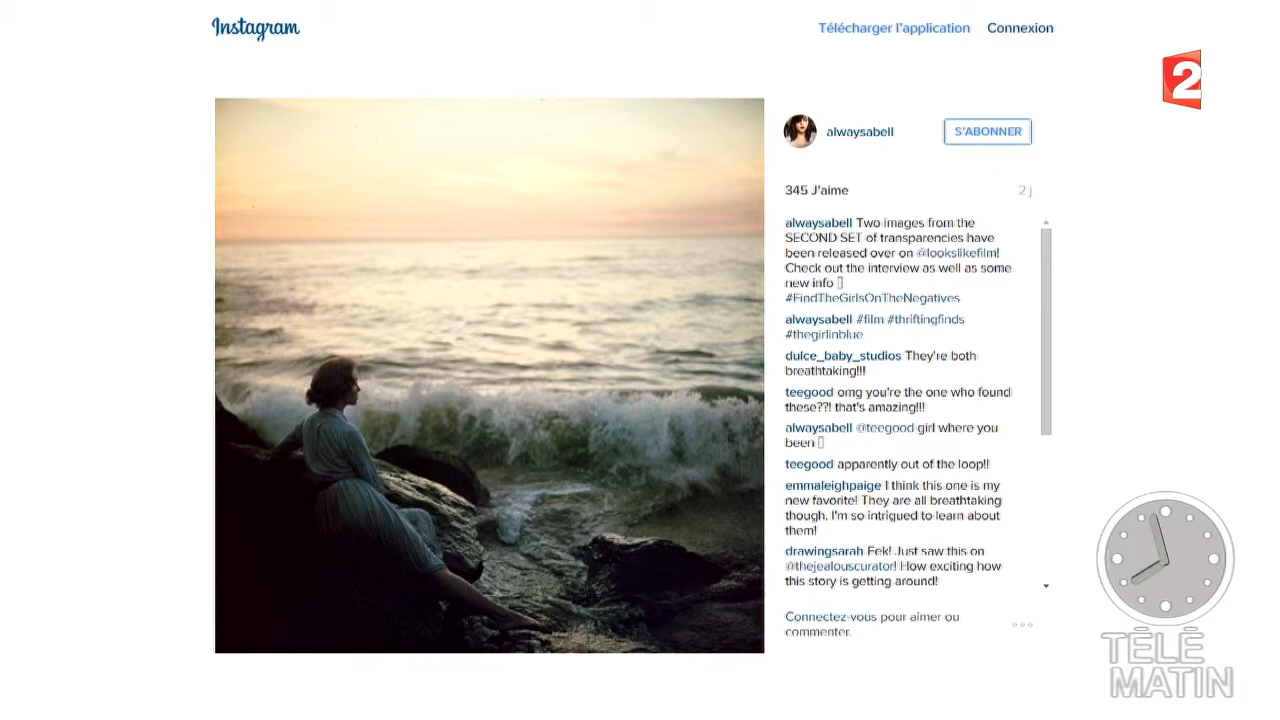 Instagram
Télécharger l'application
Connexion
2
alwaysabell
S'ABONNER
345 J'aime
2 j
alwaysabell Two images from the
SECOND SET of transparencies have
been released over on @lookslikefilm!
Check out the interview as well as some
new info
#FindTheGirlsOnTheNegatives
alwaysabell #film #thriftingfinds
#thegirlinblue
dulce_baby_studios They're both
breathtaking!!!
teegood omg you're the one who found
these??! that's amazing!!!
alwaysabell @teegood girl where you
been
teegood apparently out of the loop!!
emmaleighpaige I think this one is my
new favorite! They are all breathtaking
though, I'm so intrigued to learn about
them!
drawingsarah Eek! Just saw this on
@thejealouscurator! How exciting how
this story is getting around!
Connectez-vous pour aimer ou
commenter.
TÉLÉ
MATIN